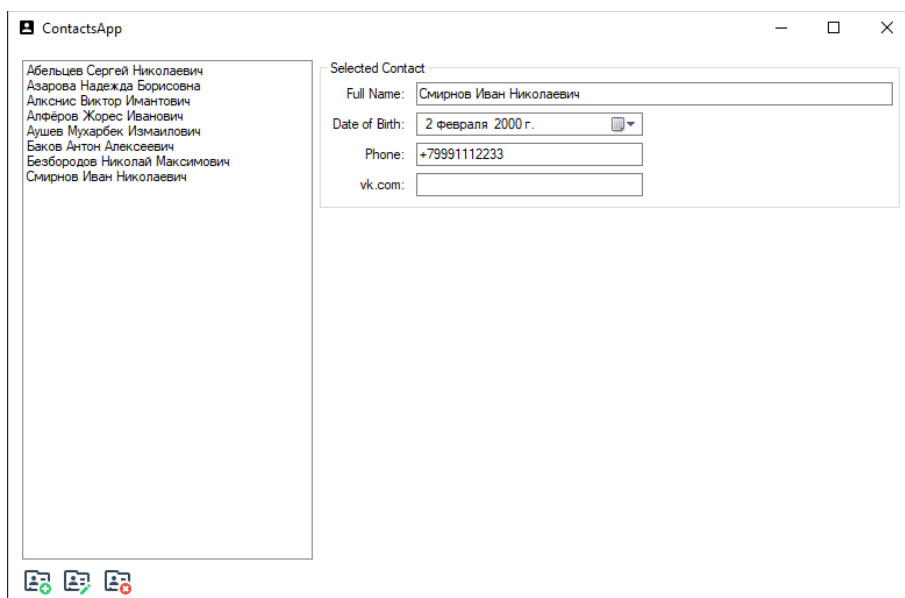 ContactsApp
Абельцев Сергей Николаевич
Азарова Надежда Борисовна
Алкснис Виктор Имантович
Алфёров Жорес Иванович
Аушев Мухарбек Измаилович
Баков Антон Алексеевич
Безбородов Николай Максимович
Смирнов Иван Николаевич
Selected Contact
Full Name: Смирнов Иван Николаевич
Date of Birth: 2 февраля 2000 г.
Phone: +79991112233
vk.com: